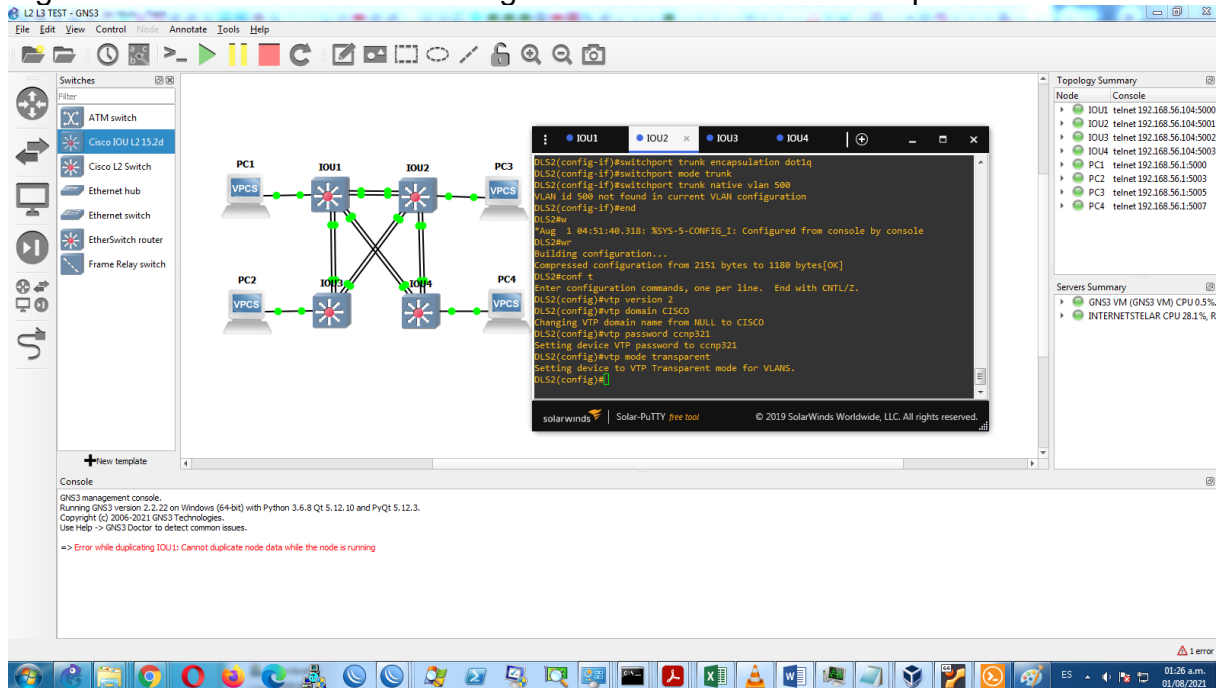 L2 L3 TEST - GNS3
File Edit View Control Node Annotate Tools Help
Switches
Filter
ATM switch
Cisco IOU L2 15.2d
Cisco L2 Switch
Ethernet hub
Ethernet switch
EtherSwitch router
Frame Relay switch
New template
PC1
IOU1
IOU2
PC3
VPCS
VPCS
PC2
IOU3
IOU4
PC4
VPCS
VPCS
IOU1 IOU2 IOU3 IOU4
DLS2(config-if)#switchport trunk encapsulation dot1q
DLS2(config-if)#switchport mode trunk
DLS2(config-if)#switchport trunk native vlan 500
VLAN id 500 not found in current VLAN configuration
DLS2(config-if)#end
DLS2#w
*Aug  1 04:51:40.318: %SYS-5-CONFIG_I: Configured from console by console
DLS2#wr
Building configuration...
Compressed configuration from 2151 bytes to 1180 bytes[OK]
DLS2#conf t
Enter configuration commands, one per line.  End with CNTL/Z.
DLS2(config)#vtp version 2
DLS2(config)#vtp domain CISCO
Changing VTP domain name from NULL to CISCO
DLS2(config)#vtp password ccnp321
Setting device VTP password to ccnp321
DLS2(config)#vtp mode transparent
Setting device to VTP Transparent mode for VLANS.
DLS2(config)#
solarwinds Solar-PuTTY free tool © 2019 SolarWinds Worldwide, LLC. All rights reserved.
Topology Summary
Node Console
IOU1 telnet 192.168.56.104:5000
IOU2 telnet 192.168.56.104:5001
IOU3 telnet 192.168.56.104:5002
IOU4 telnet 192.168.56.104:5003
PC1 telnet 192.168.56.1:5000
PC2 telnet 192.168.56.1:5003
PC3 telnet 192.168.56.1:5005
PC4 telnet 192.168.56.1:5007
Servers Summary
GNS3 VM (GNS3 VM) CPU 0.5%,
INTERNETSTELAR CPU 28.1%, R
Console
GNS3 management console.
Running GNS3 version 2.2.22 on Windows (64-bit) with Python 3.6.8 Qt 5.12.10 and PyQt 5.12.3.
Copyright (c) 2006-2021 GNS3 Technologies.
Use Help -> GNS3 Doctor to detect common issues.
=> Error while duplicating IOU1: Cannot duplicate node data while the node is running
1 error
ES
01:26 a.m.
01/08/2021